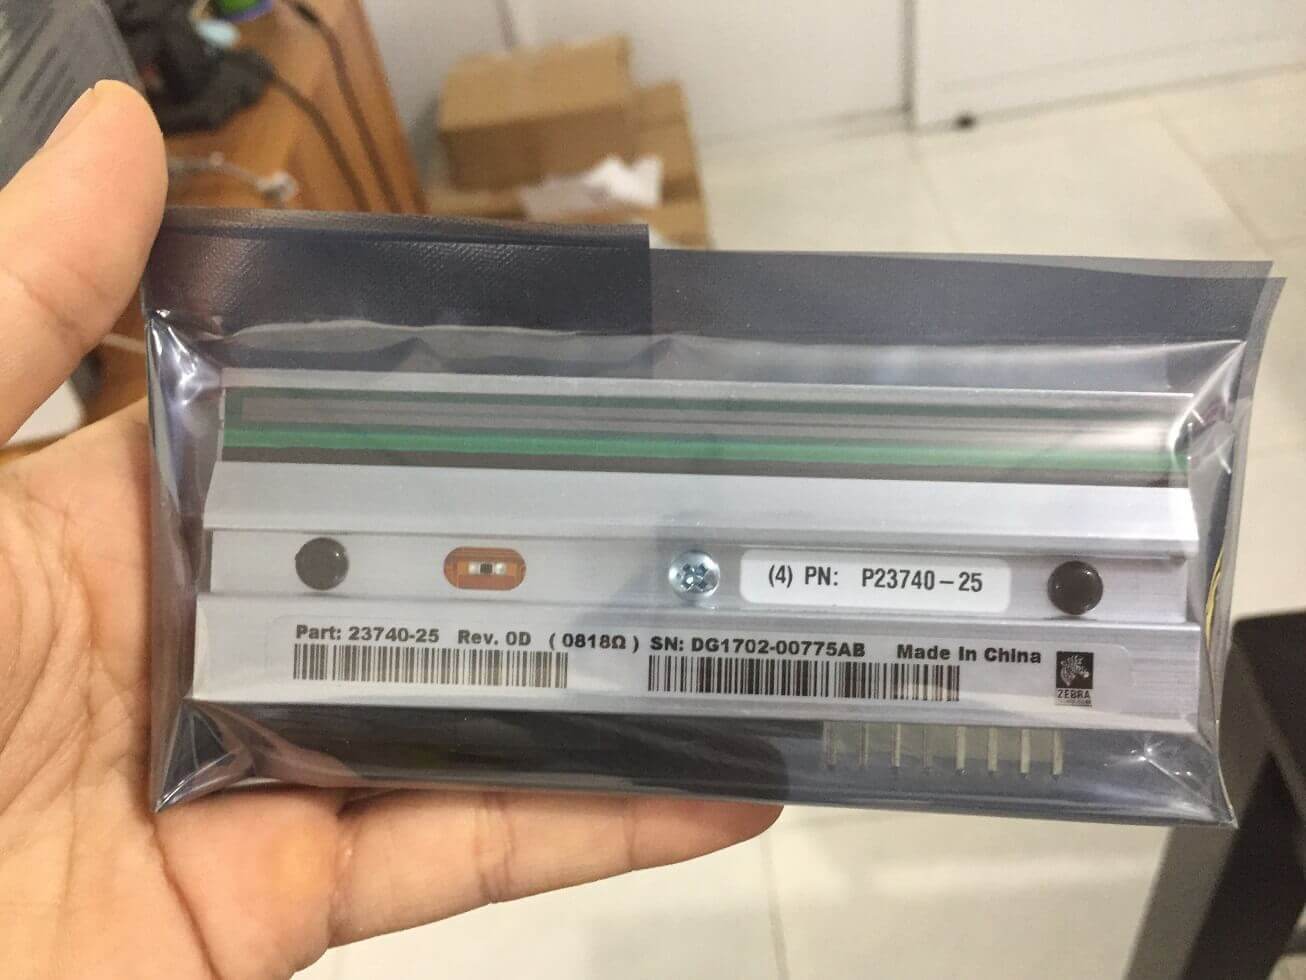 (4) PN: P23740-25
Part: 23740-25 Rev. 0D ( 0818Ω ) SN: DG1702-00775AB Made In China
ZEBRA